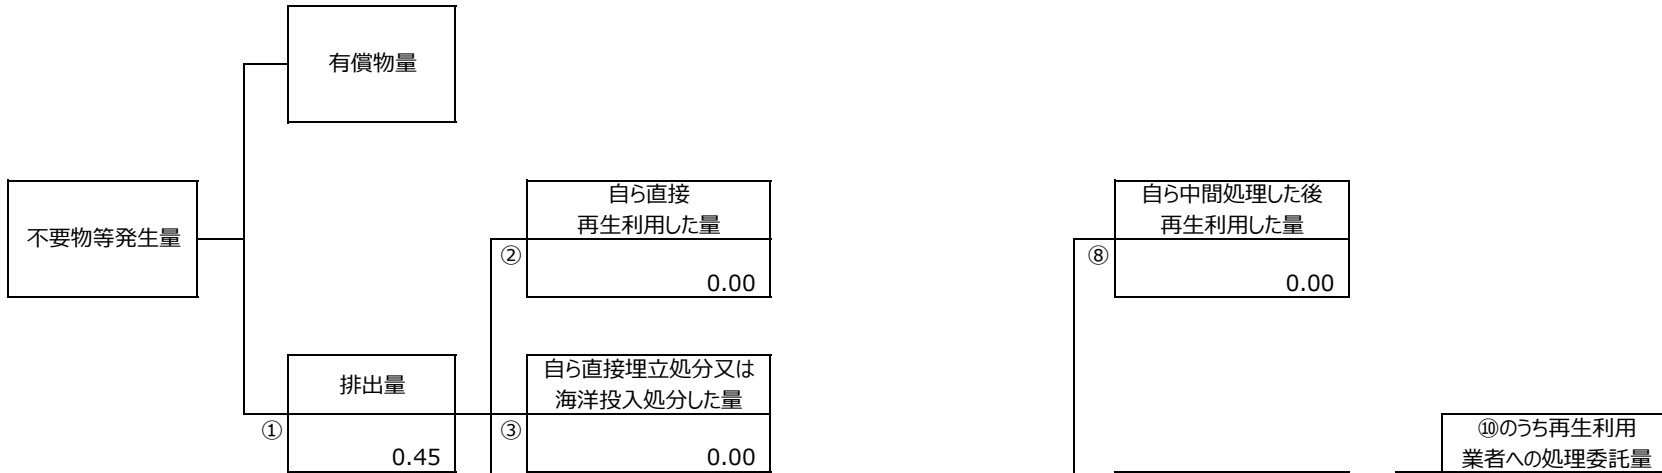 有償物量
不要物等発生量
自ら直接
再生利用した量
②
0.00
自ら中間処理した後
再生利用した量
⑧
0.00
排出量
①
0.45
自ら直接埋立処分又は
海洋投入処分した量
③
0.00
⑩のうち再生利用
業者への処理委託量